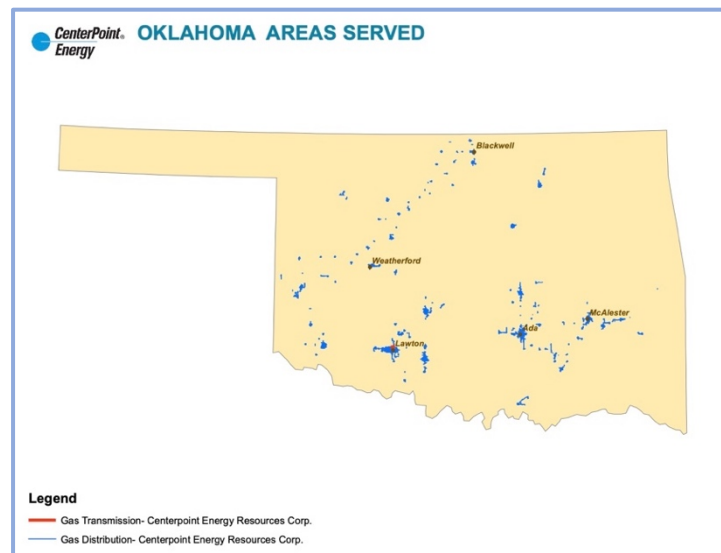 CenterPoint®
Energy
OKLAHOMA AREAS SERVED
Blackwell
Weatherford
McAlester
Ada
Lawton
Legend
Gas Transmission- Centerpoint Energy Resources Corp.
Gas Distribution- Centerpoint Energy Resources Corp.